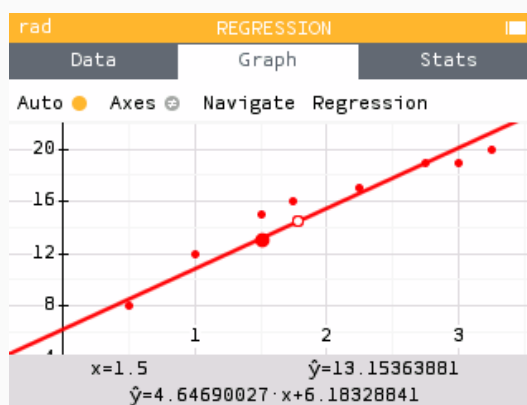 rad REGRESSION
Data Graph Stats
Auto Axes Navigate Regression
20
16
12
8
1 2 3
4
x=1.5 ŷ=13.15363881
ŷ=4.64690027·x+6.18328841